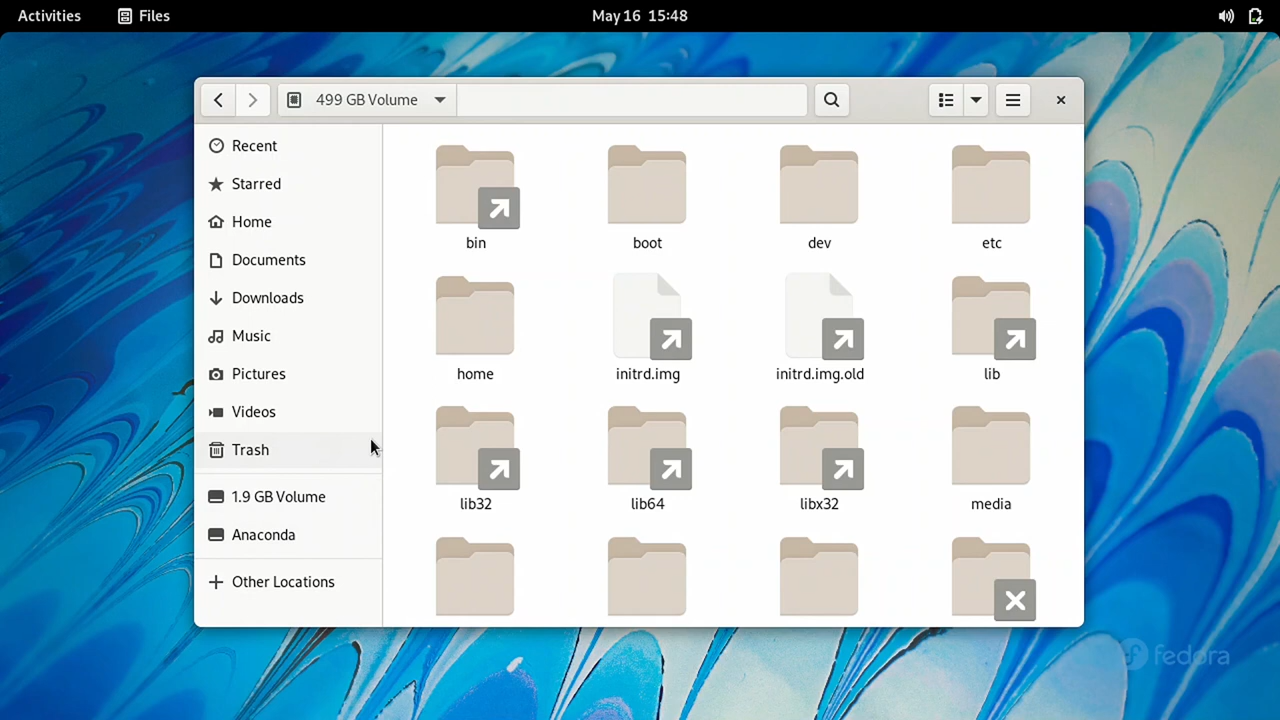 Activities Files May 16 15:48
499 GB Volume
Recent
Starred
Home
Documents
Downloads
Music
Pictures
Videos
Trash
1.9 GB Volume
Anaconda
Other Locations
bin boot dev etc
home initrd.img initrd.img.old lib
lib32 lib64 libx32 media
fedora